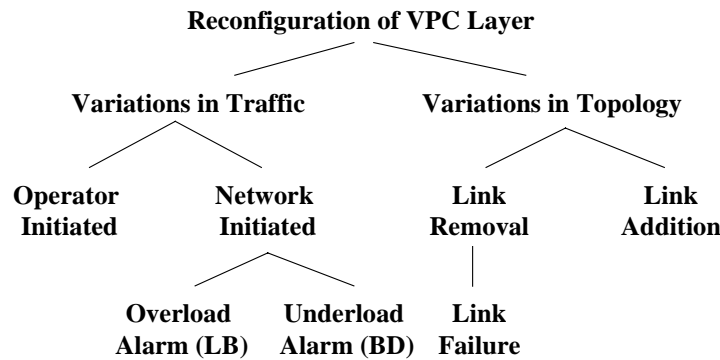 Reconfiguration of VPC Layer
Variations in Traffic
Variations in Topology
Operator
Initiated
Network
Initiated
Link
Removal
Link
Addition
Overload
Alarm (LB)
Underload
Alarm (BD)
Link
Failure